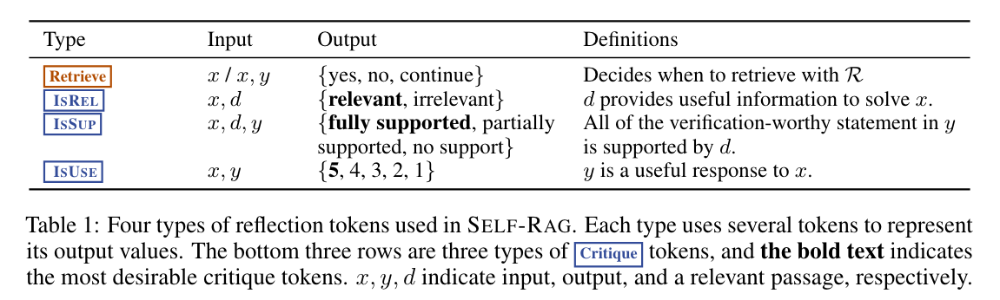 Type Input Output Definitions
Retrieve x / x, y {yes, no, continue} Decides when to retrieve with R
ISREL x, d {relevant, irrelevant} d provides useful information to solve x.
ISSUP x, d, y {fully supported, partially All of the verification-worthy statement in y
supported, no support} is supported by d.
ISUSE x, y {5, 4, 3, 2, 1} y is a useful response to x.
Table 1: Four types of reflection tokens used in SELF-RAG. Each type uses several tokens to represent
its output values. The bottom three rows are three types of Critique tokens, and the bold text indicates
the most desirable critique tokens. x, y, d indicate input, output, and a relevant passage, respectively.